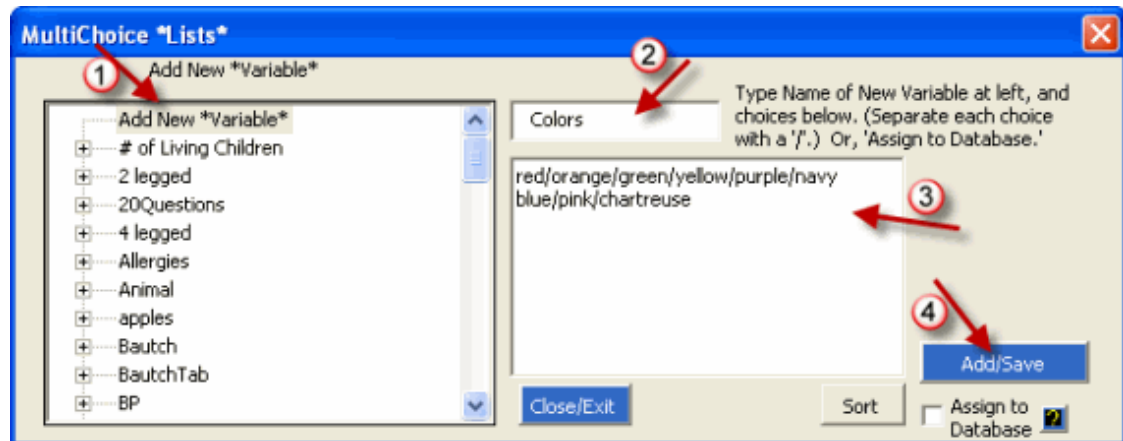 MultiChoice *Lists*
1
Add New *Variable*
Add New *Variable*
# of Living Children
2 legged
20Questions
4 legged
Allergies
Animal
apples
Bautch
BautchTab
BP
2
Colors
Type Name of New Variable at left, and
choices below. (Separate each choice
with a '/'.) Or, 'Assign to Database.'
red/orange/green/yellow/purple/navy
blue/pink/chartreuse
3
4
Add/Save
Close/Exit
Sort
Assign to
Database
?